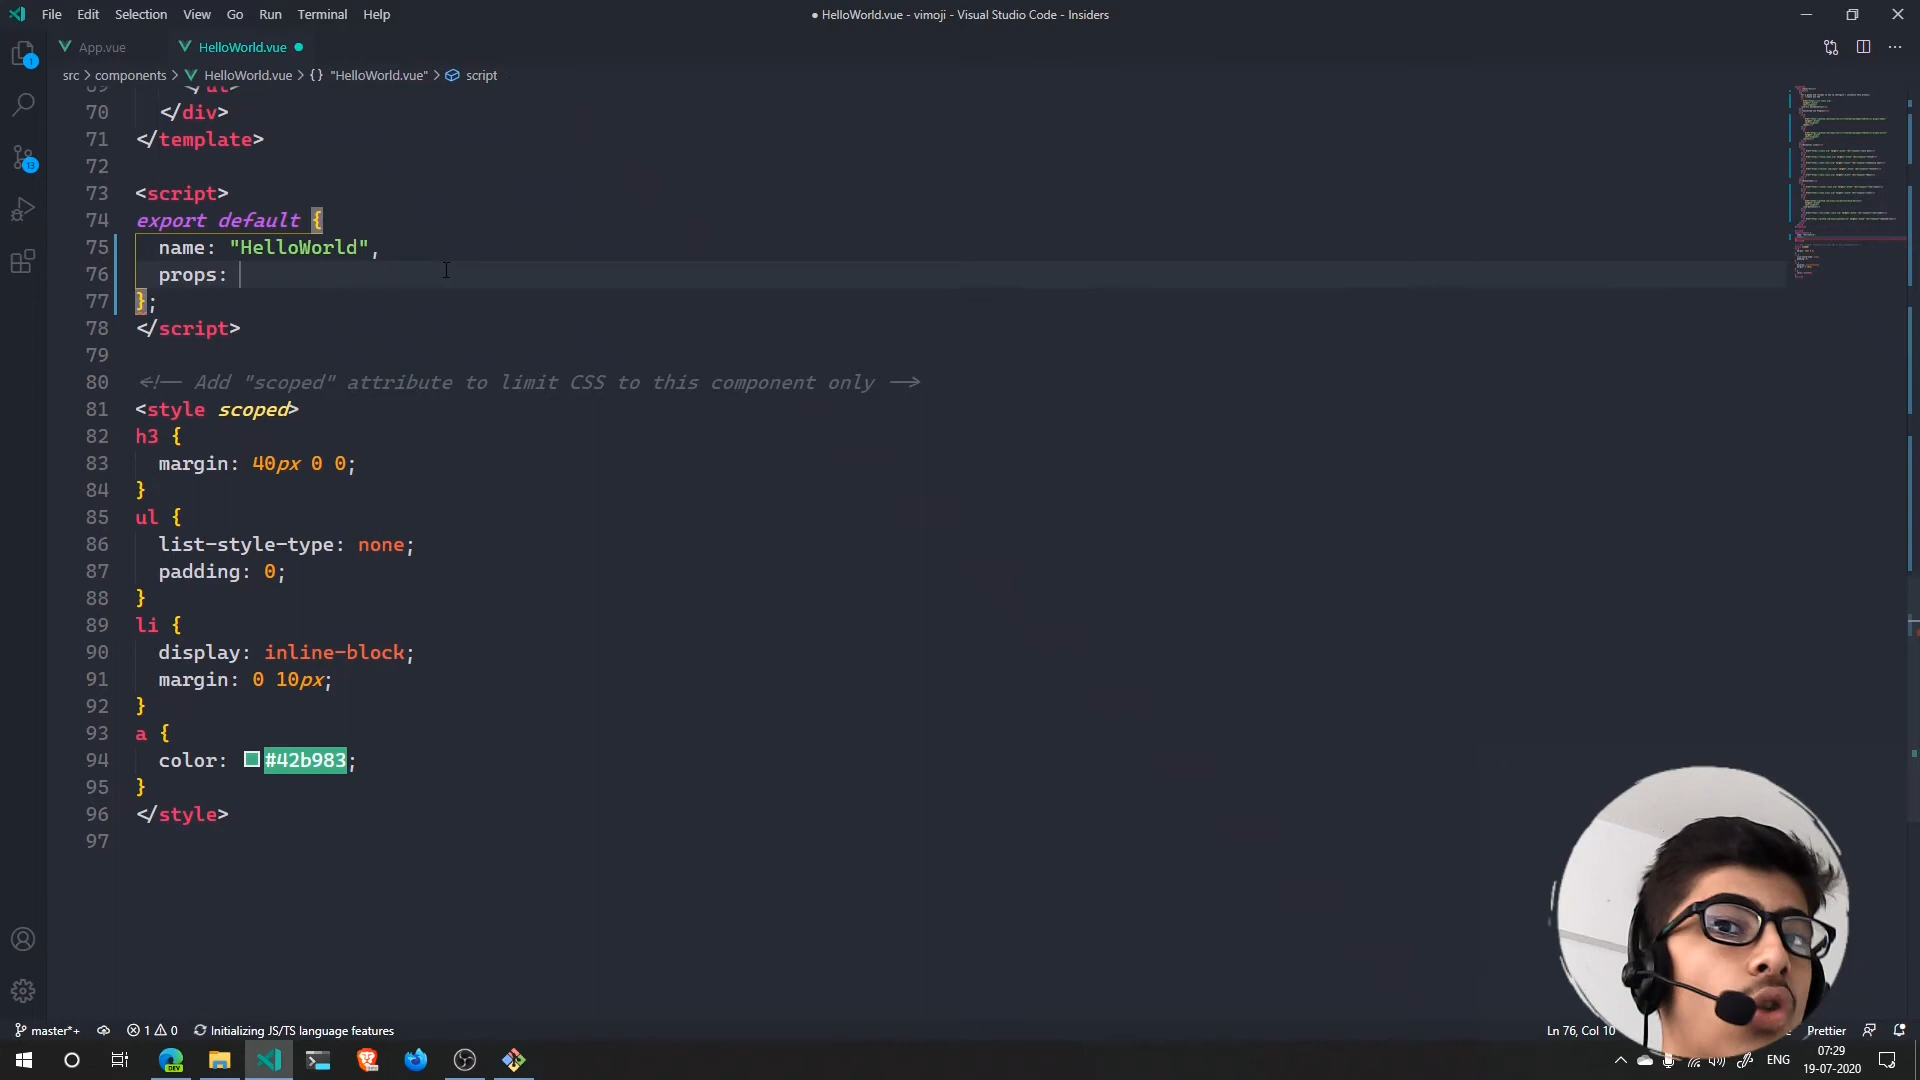 File Edit Selection View Go Run Terminal Help
● HelloWorld.vue - vimoji - Visual Studio Code - Insiders
App.vue HelloWorld.vue ●
src > components > HelloWorld.vue > {} "HelloWorld.vue" > script
1
13
69 </ul>
70 </div>
71 </template>
72
73 <script>
74 export default {
75 name: "HelloWorld",
76 props:
77 };
78 </script>
79
80 <!-- Add "scoped" attribute to limit CSS to this component only -->
81 <style scoped>
82 h3 {
83 margin: 40px 0 0;
84 }
85 ul {
86 list-style-type: none;
87 padding: 0;
88 }
89 li {
90 display: inline-block;
91 margin: 0 10px;
92 }
93 a {
94 color: #42b983;
95 }
96 </style>
97
master*+ 1 0 Initializing JS/TS language features
Ln 76, Col 10 Prettier
DEV
ENG 07:29
19-07-2020